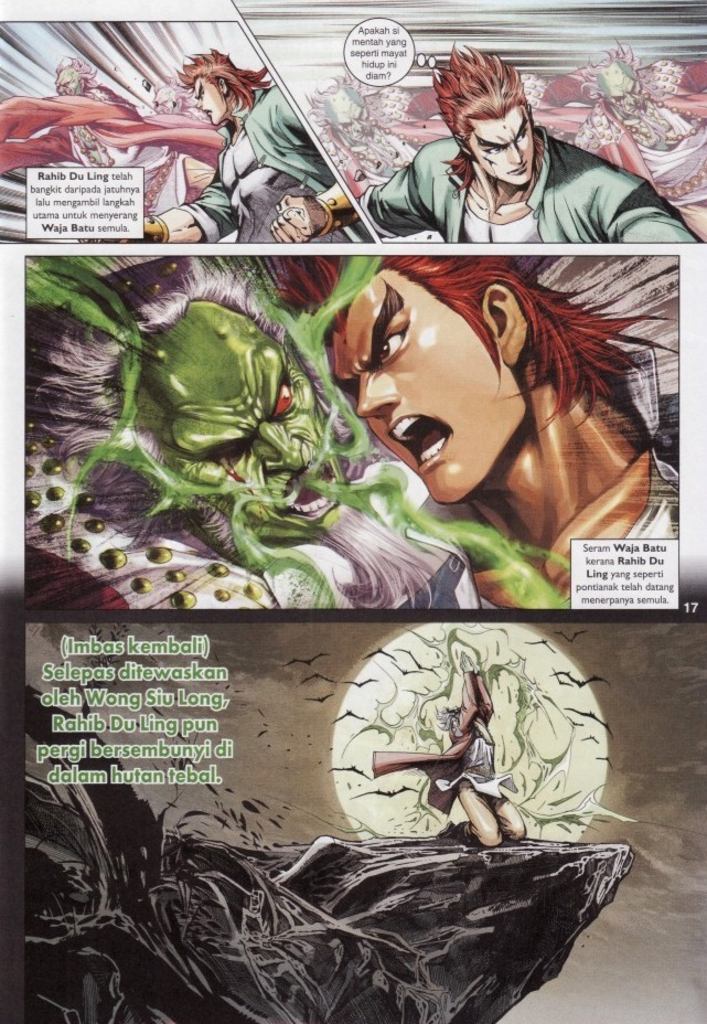 Rahib Du Ling telah
bangkit daripada jatuhnya
lalu mengambil langkah
utama untuk menyerang
Waja Batu semula.
Apakah si
mentah yang
seperti mayat
hidup ini
diam?
Seram Waja Batu
kerana Rahib Du
Ling yang seperti
pontianak telah datang
menerpanya semula.
17
(Imbas kembali)
Selepas ditewaskan
oleh Wong Siu Long,
Rahib Du Ling pun
pergi bersembunyi di
dalam hutan tebal.